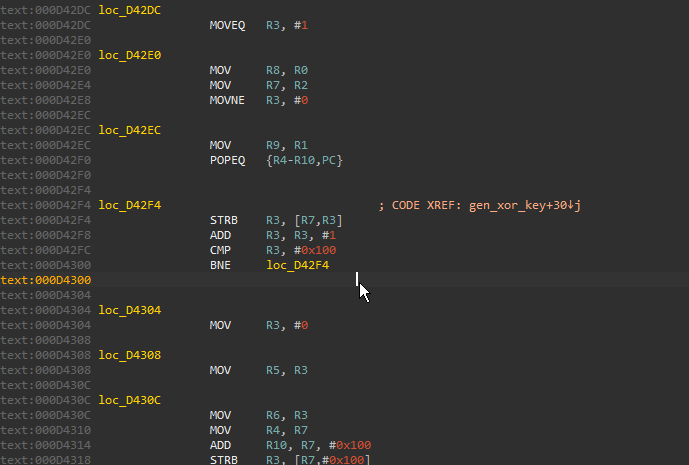 text:000D42DC loc_D42DC
text:000D42DC MOVEQ R3, #1
text:000D42E0
text:000D42E0 loc_D42E0
text:000D42E0 MOV R8, R0
text:000D42E4 MOV R7, R2
text:000D42E8 MOVNE R3, #0
text:000D42EC
text:000D42EC loc_D42EC
text:000D42EC MOV R9, R1
text:000D42F0 POPEQ {R4-R10,PC}
text:000D42F0
text:000D42F4
text:000D42F4 loc_D42F4 ; CODE XREF: gen_xor_key+30↓j
text:000D42F4 STRB R3, [R7,R3]
text:000D42F8 ADD R3, R3, #1
text:000D42FC CMP R3, #0x100
text:000D4300 BNE loc_D42F4
text:000D4300
text:000D4304
text:000D4304 loc_D4304
text:000D4304 MOV R3, #0
text:000D4308
text:000D4308 loc_D4308
text:000D4308 MOV R5, R3
text:000D430C
text:000D430C loc_D430C
text:000D430C MOV R6, R3
text:000D4310 MOV R4, R7
text:000D4314 ADD R10, R7, #0x100
text:000D4318 STRB R3, [R7,#0x100]